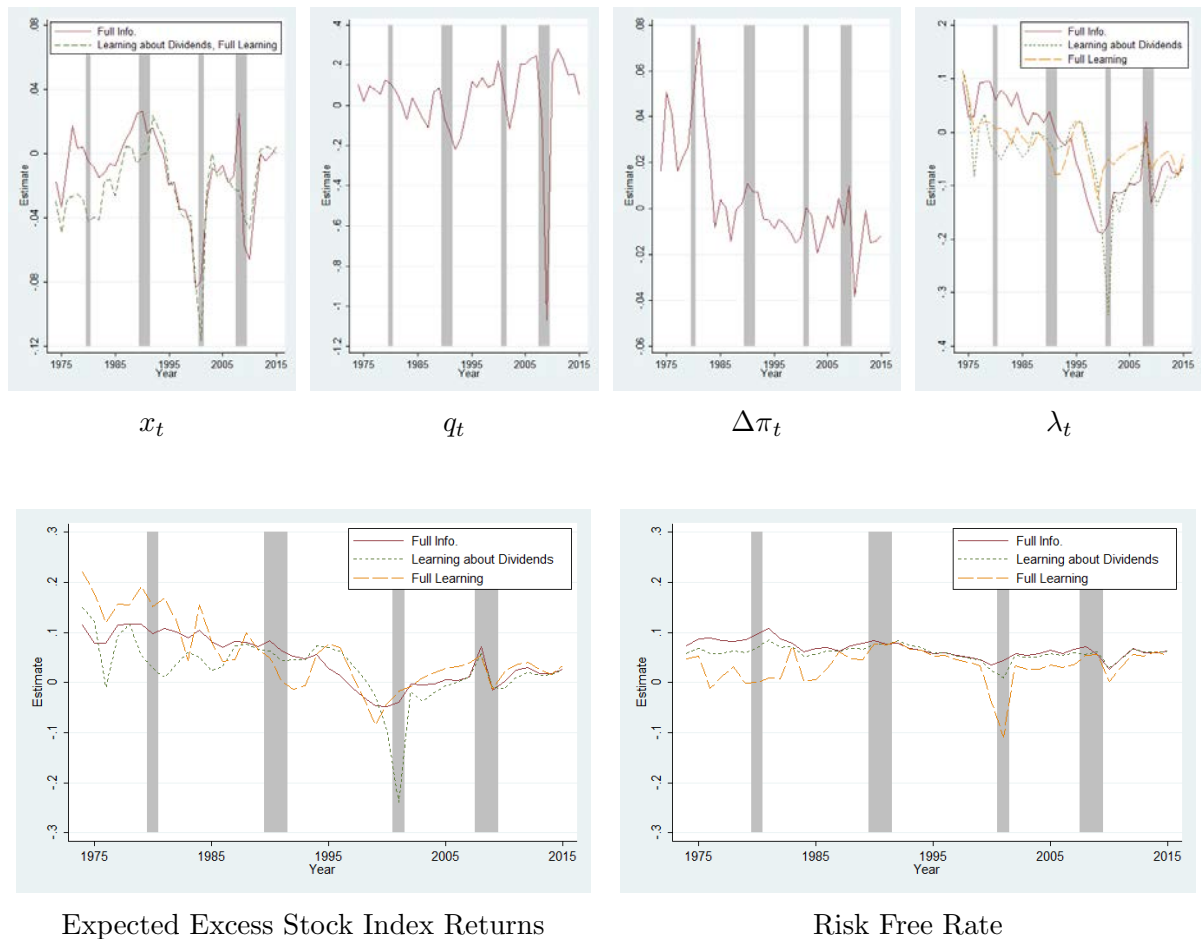 .08
.04
0
-.04
-.08
-.12
Estimate
Full Info.
Learning about Dividends, Full Learning
1975 1985 1995 2005 2015
Year
.4
.2
0
-.2
-.4
-.6
-.8
-.1
-.12
Estimate
Full Info.
1975 1985 1995 2005 2015
Year
.08
.06
.04
.02
0
-.02
-.04
-.06
Estimate
Full Info.
1975 1985 1995 2005 2015
Year
.2
.1
0
-.1
-.2
-.3
-.4
Estimate
Full Info.
Learning about Dividends
Full Learning
1975 1985 1995 2005 2015
Year
x_t
q_t
Δπ_t
λ_t
.3
.2
.1
0
-.1
-.2
-.3
Estimate
Full Info.
Learning about Dividends
Full Learning
1975 1985 1995 2005 2015
Year
.3
.2
.1
0
-.1
-.2
-.3
Estimate
Full Info.
Learning about Dividends
Full Learning
1975 1985 1995 2005 2015
Year
Expected Excess Stock Index Returns
Risk Free Rate